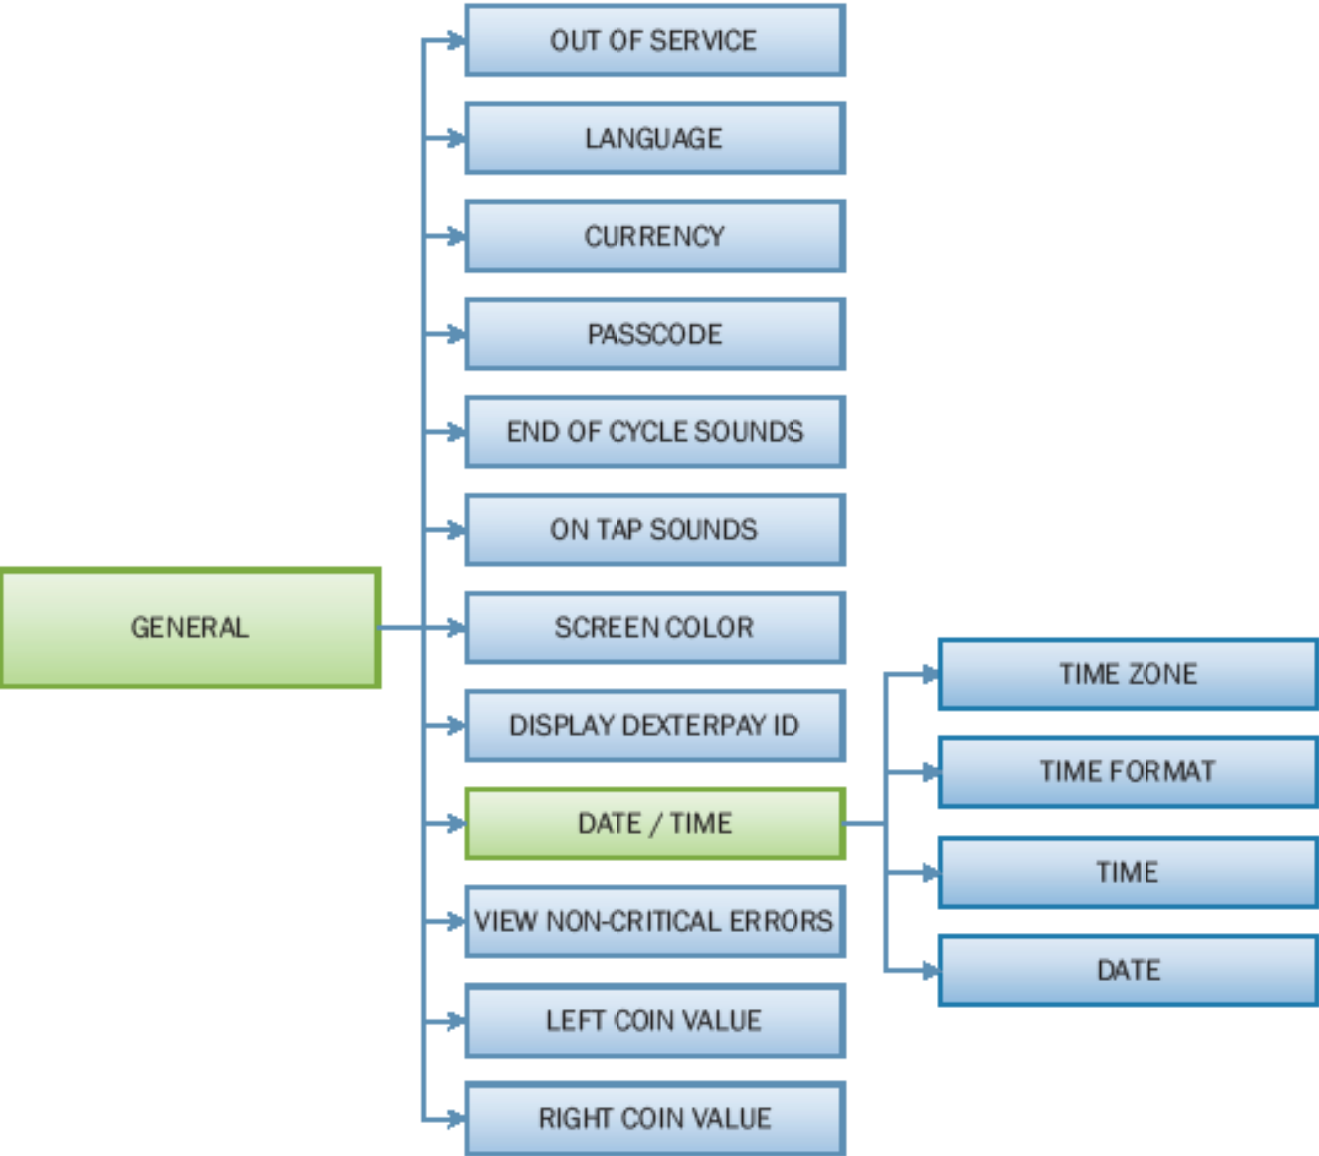 OUT OF SERVICE
LANGUAGE
CURRENCY
PASSCODE
END OF CYCLE SOUNDS
ON TAP SOUNDS
GENERAL
SCREEN COLOR
DISPLAY DEXTERPAY ID
DATE / TIME
VIEW NON-CRITICAL ERRORS
LEFT COIN VALUE
RIGHT COIN VALUE
TIME ZONE
TIME FORMAT
TIME
DATE